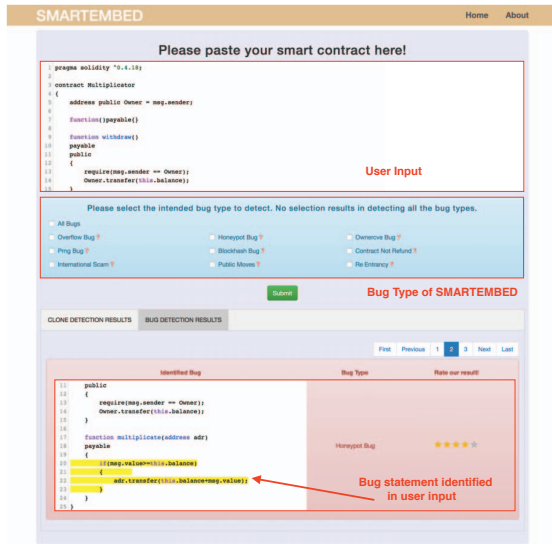 SMARTEMBED
Home About
Please paste your smart contract here!
1 pragma solidity ^0.4.18;
2
3 contract Multiplicator
4 {
5 address public Owner = msg.sender;
6
7 function()payable{}
8
9 function withdraw()
10 payable
11 public
12 {
13 require(msg.sender == Owner);
14 Owner.transfer(this.balance);
15 }
User Input
Please select the intended bug type to detect. No selection results in detecting all the bug types.
All Bugs
Overflow Bug ? Honeypot Bug ? Ownercve Bug ?
Prng Bug ? Blockhash Bug ? Contract Not Refund ?
International Scam ? Public Moves ? Re Entrancy ?
Submit
Bug Type of SMARTEMBED
CLONE DETECTION RESULTS BUG DETECTION RESULTS
First Previous 1 2 3 Next Last
Identified Bug Bug Type Rate our result!
11 public
12 {
13 require(msg.sender == Owner);
14 Owner.transfer(this.balance);
15 }
16
17 function multiplicate(address adr)
18 payable
19 {
20 if(msg.value>=this.balance)
21 {
22 adr.transfer(this.balance+msg.value);
23 }
24 }
25 }
Honeypot Bug
Bug statement identified
in user input